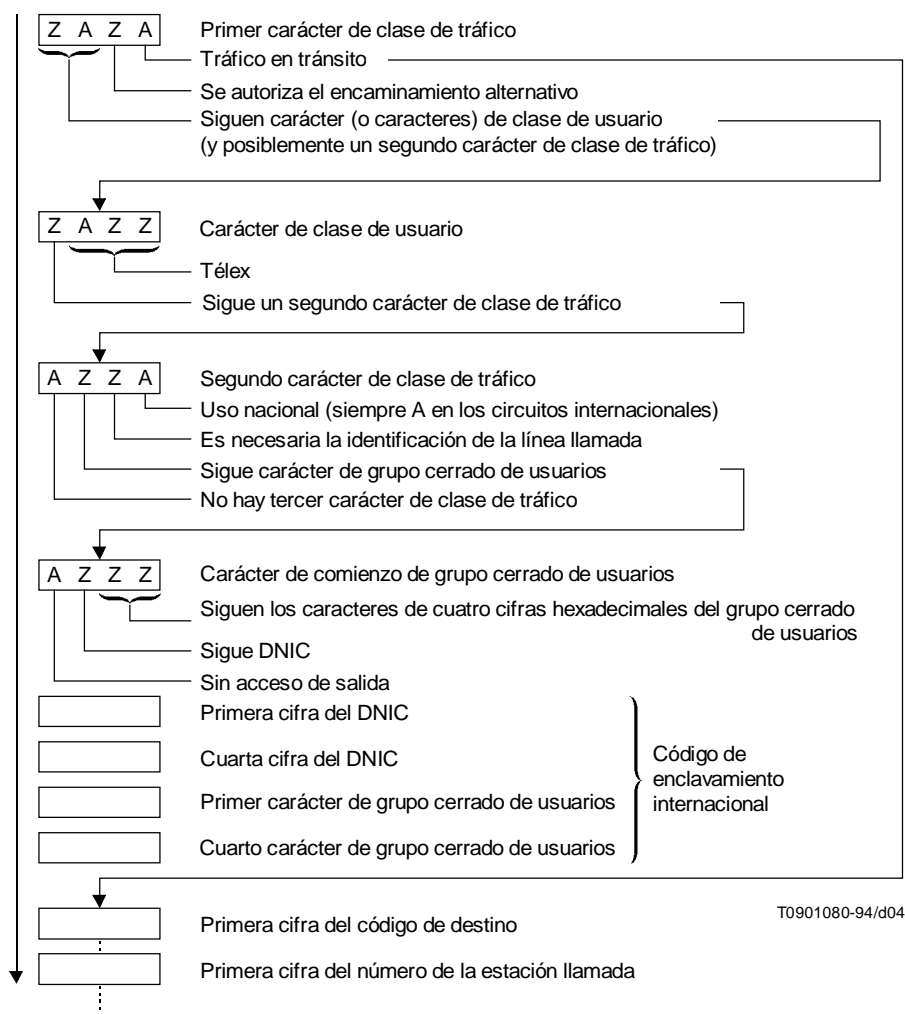 Z A Z A Primer carácter de clase de tráfico
Tráfico en tránsito
Se autoriza el encaminamiento alternativo
Siguen carácter (o caracteres) de clase de usuario
(y posiblemente un segundo carácter de clase de tráfico)
Z A Z Z Carácter de clase de usuario
Télex
Sigue un segundo carácter de clase de tráfico
A Z Z A Segundo carácter de clase de tráfico
Uso nacional (siempre A en los circuitos internacionales)
Es necesaria la identificación de la línea llamada
Sigue carácter de grupo cerrado de usuarios
No hay tercer carácter de clase de tráfico
A Z Z Z Carácter de comienzo de grupo cerrado de usuarios
Siguen los caracteres de cuatro cifras hexadecimales del grupo cerrado
de usuarios
Sigue DNIC
Sin acceso de salida
Primera cifra del DNIC
Cuarta cifra del DNIC
Primer carácter de grupo cerrado de usuarios
Cuarto carácter de grupo cerrado de usuarios
Código de
enclavamiento
internacional
T0901080-94/d04
Primera cifra del código de destino
Primera cifra del número de la estación llamada